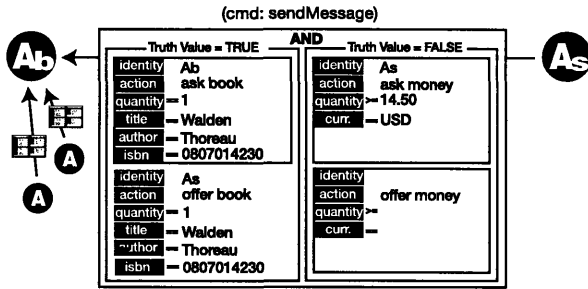 (cmd: sendMessage)
AND
Truth Value = TRUE
Truth Value = FALSE
Ab
As
A
A
identity Ab
action ask book
quantity = 1
title = Walden
author = Thoreau
isbn = 0807014230
identity As
action offer book
quantity = 1
title = Walden
author = Thoreau
isbn = 0807014230
identity As
action ask money
quantity >= 14.50
curr. = USD
identity
action offer money
quantity >=
curr. =